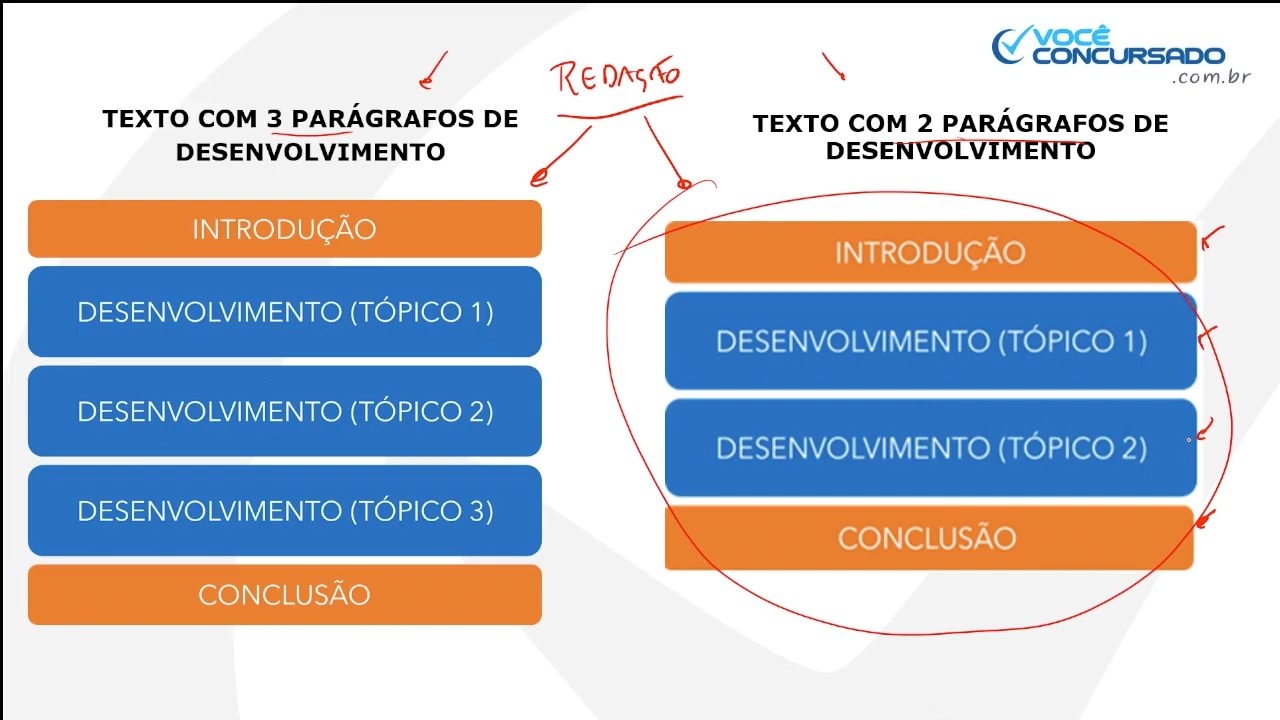 VOCÊ
CONCURSADO
.com.br
REDAÇÃO
TEXTO COM 3 PARÁGRAFOS DE
DESENVOLVIMENTO
INTRODUÇÃO
DESENVOLVIMENTO (TÓPICO 1)
DESENVOLVIMENTO (TÓPICO 2)
DESENVOLVIMENTO (TÓPICO 3)
CONCLUSÃO
TEXTO COM 2 PARÁGRAFOS DE
DESENVOLVIMENTO
INTRODUÇÃO
DESENVOLVIMENTO (TÓPICO 1)
DESENVOLVIMENTO (TÓPICO 2)
CONCLUSÃO